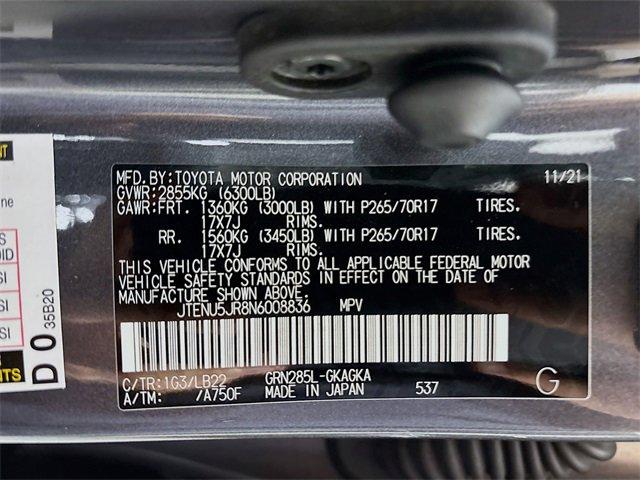 MFD.BY:TOYOTA MOTOR CORPORATION 11/21
GVWR:2855KG (6300LB)
GAWR:FRT. 1360KG (3000LB) WITH P265/70R17 TIRES.
17X7J RIMS.
RR. 1560KG (3450LB) WITH P265/70R17 TIRES.
17X7J RIMS.
THIS VEHICLE CONFORMS TO ALL APPLICABLE FEDERAL MOTOR
VEHICLE SAFETY STANDARDS IN EFFECT ON THE DATE OF
MANUFACTURE SHOWN ABOVE.
JTENU5JR8N6008836 MPV
C/TR:1G3/LB22 GRN285L-GKAGKA
A/TM: /A750F MADE IN JAPAN 537 G
D0 35B20